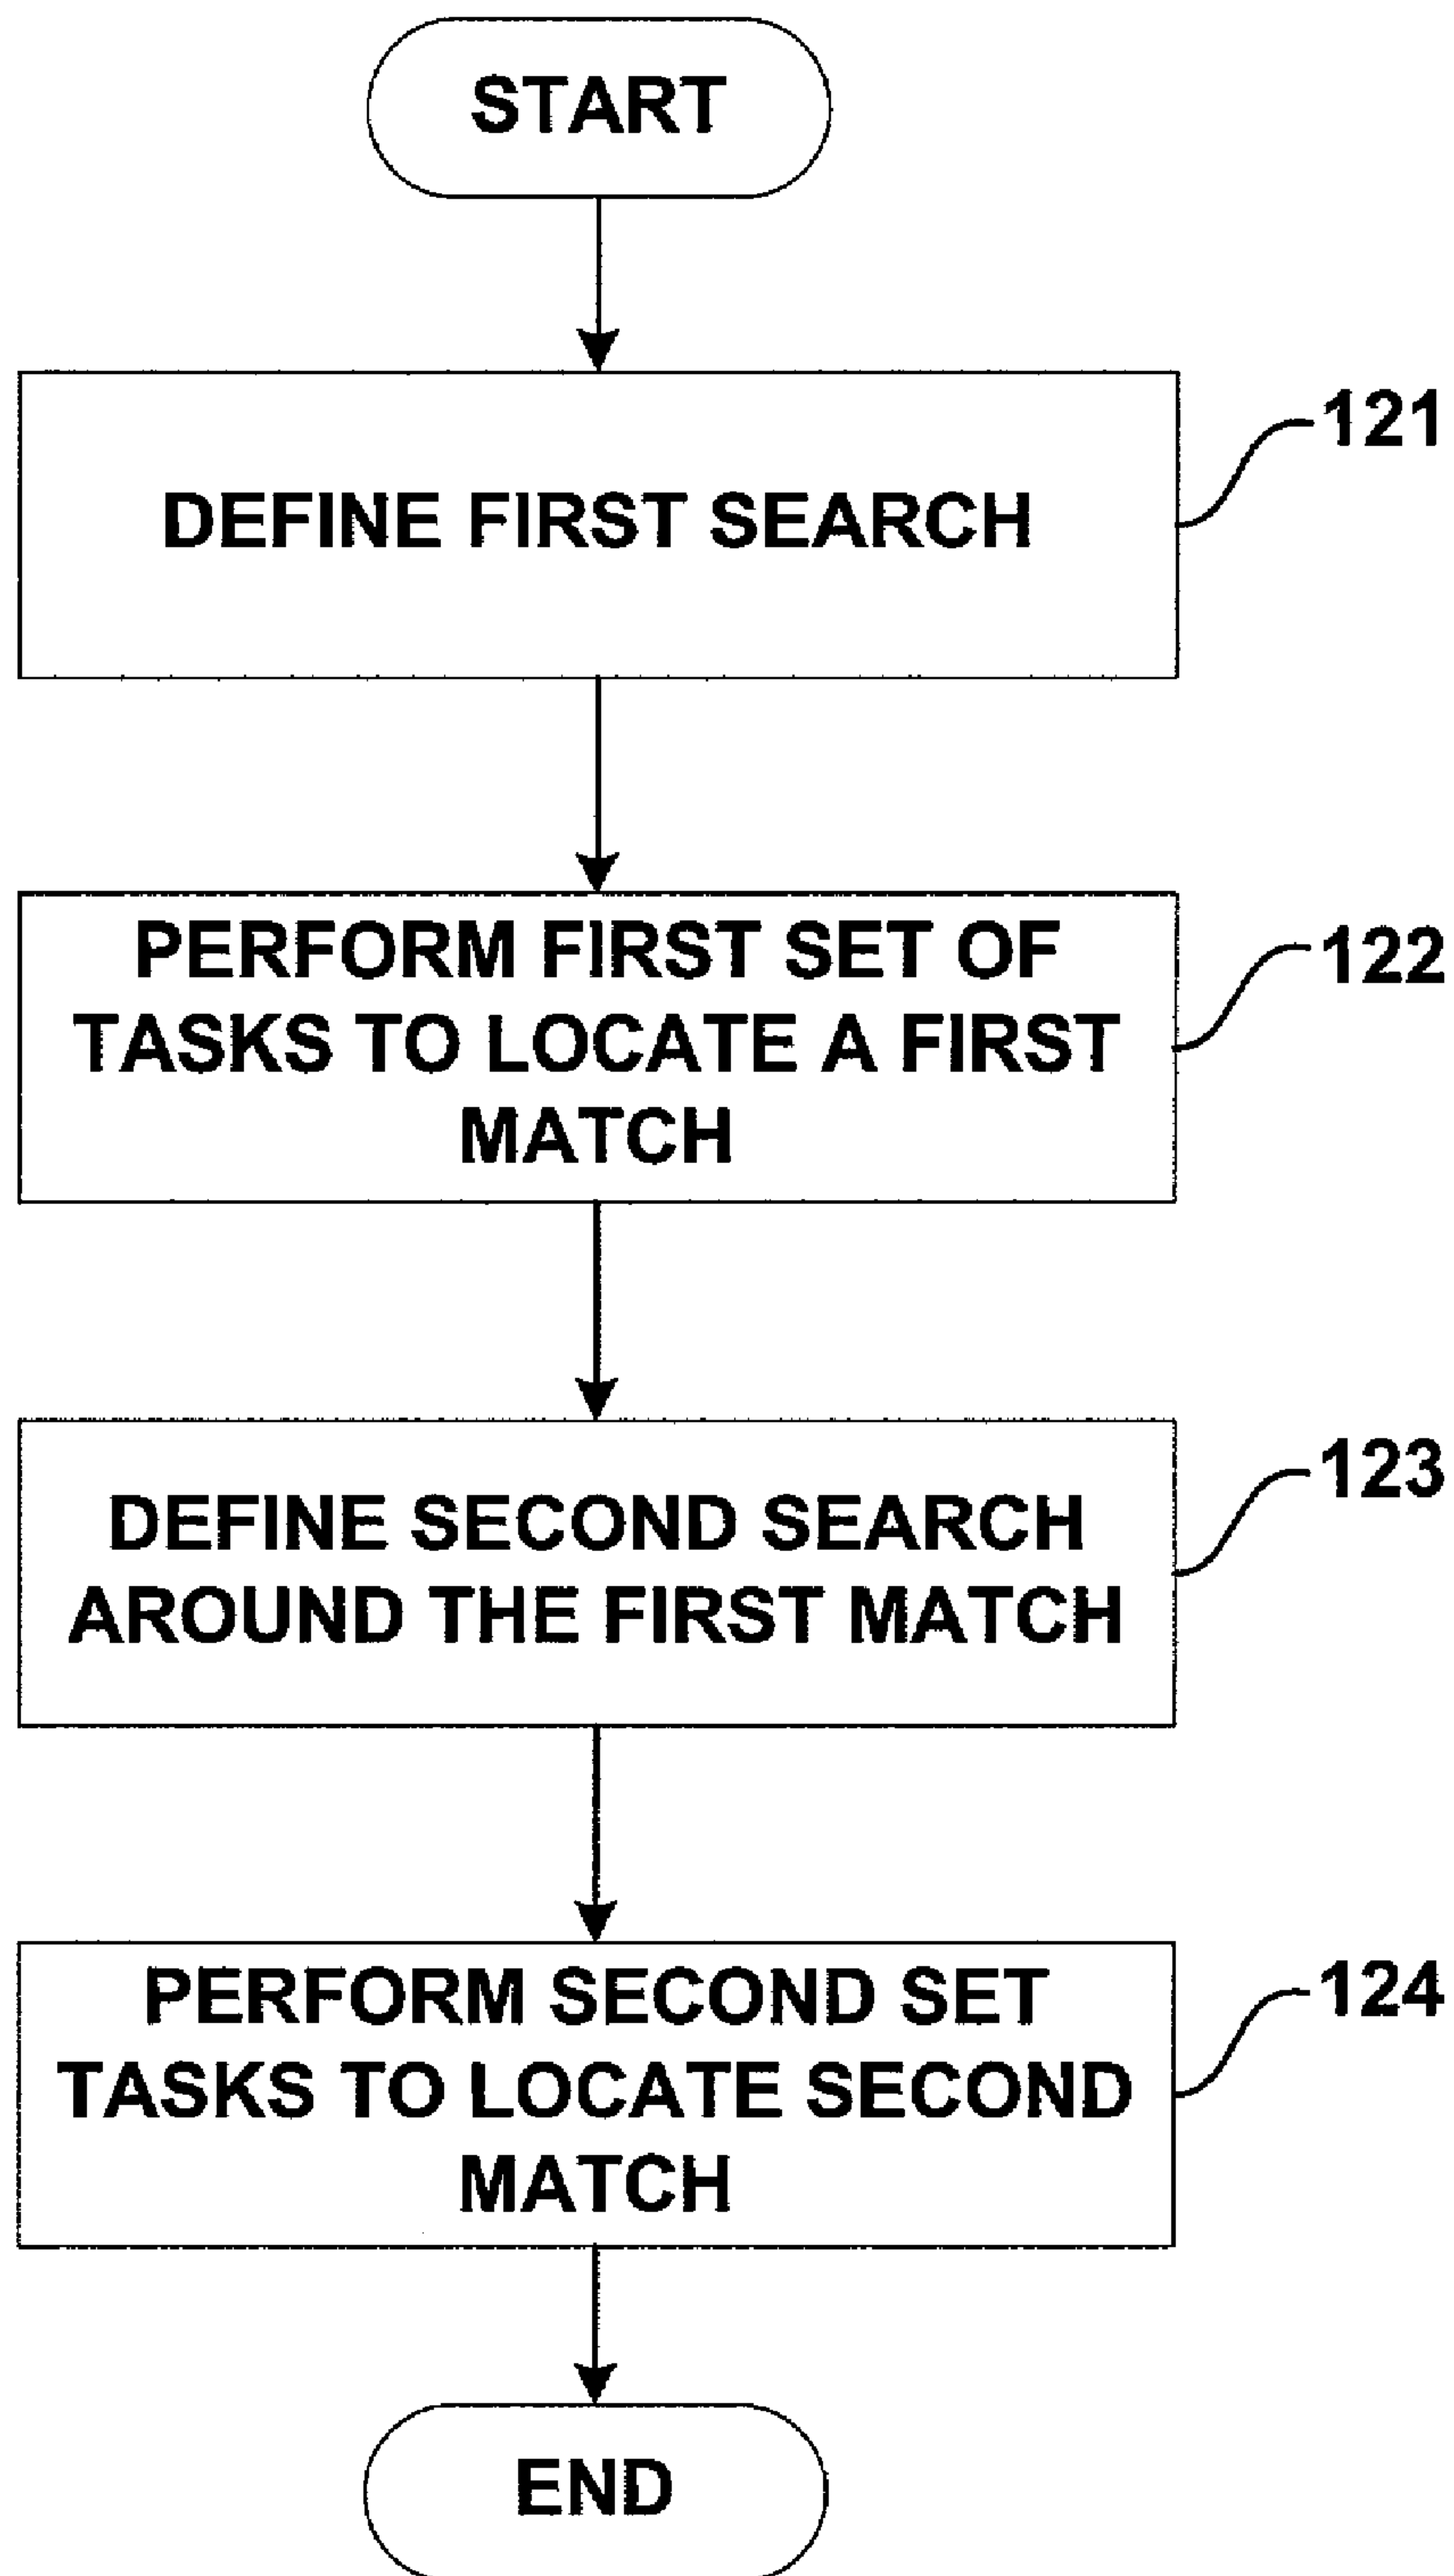 START
DEFINE FIRST SEARCH
121
PERFORM FIRST SET OF
TASKS TO LOCATE A FIRST
MATCH
122
DEFINE SECOND SEARCH
AROUND THE FIRST MATCH
123
PERFORM SECOND SET
TASKS TO LOCATE SECOND
MATCH
124
END